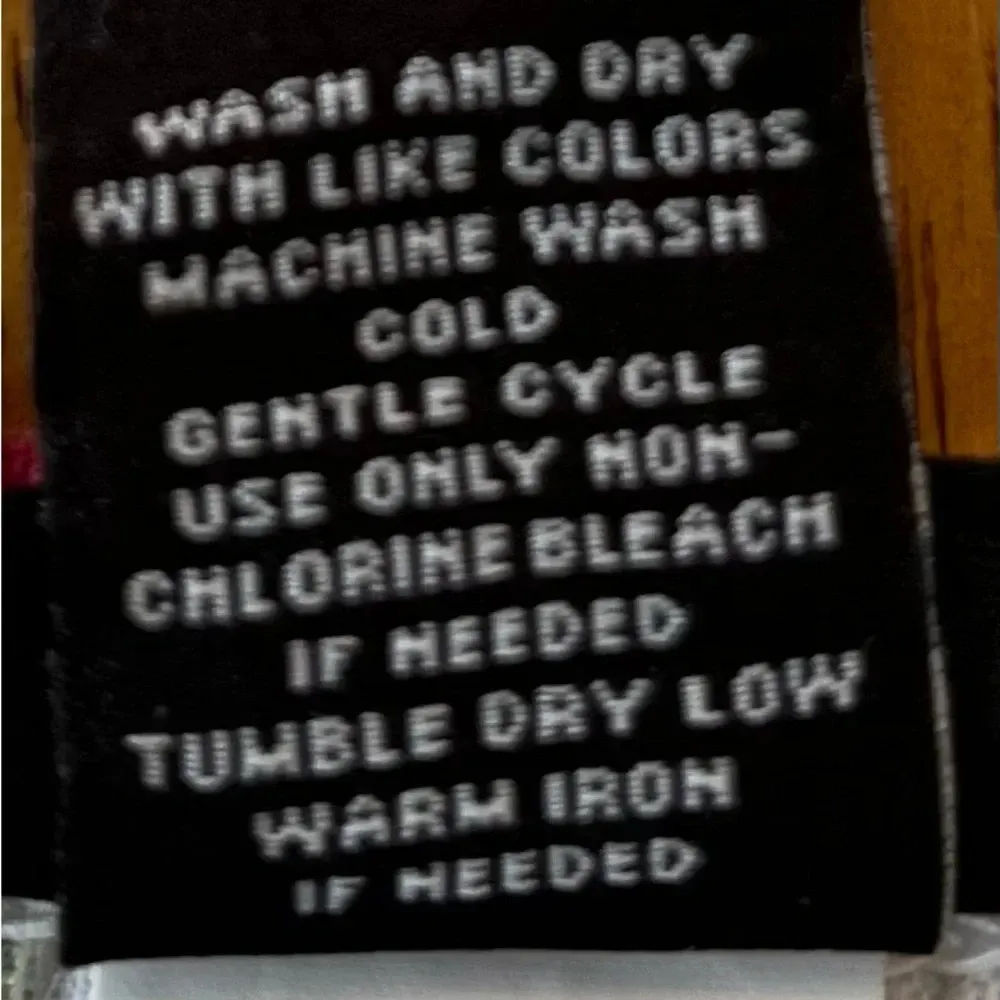 WASH AND DRY
WITH LIKE COLORS
MACHINE WASH
COLD
GENTLE CYCLE
USE ONLY NON-
CHLORINE BLEACH
IF NEEDED
TUMBLE DRY LOW
WARM IRON
IF NEEDED